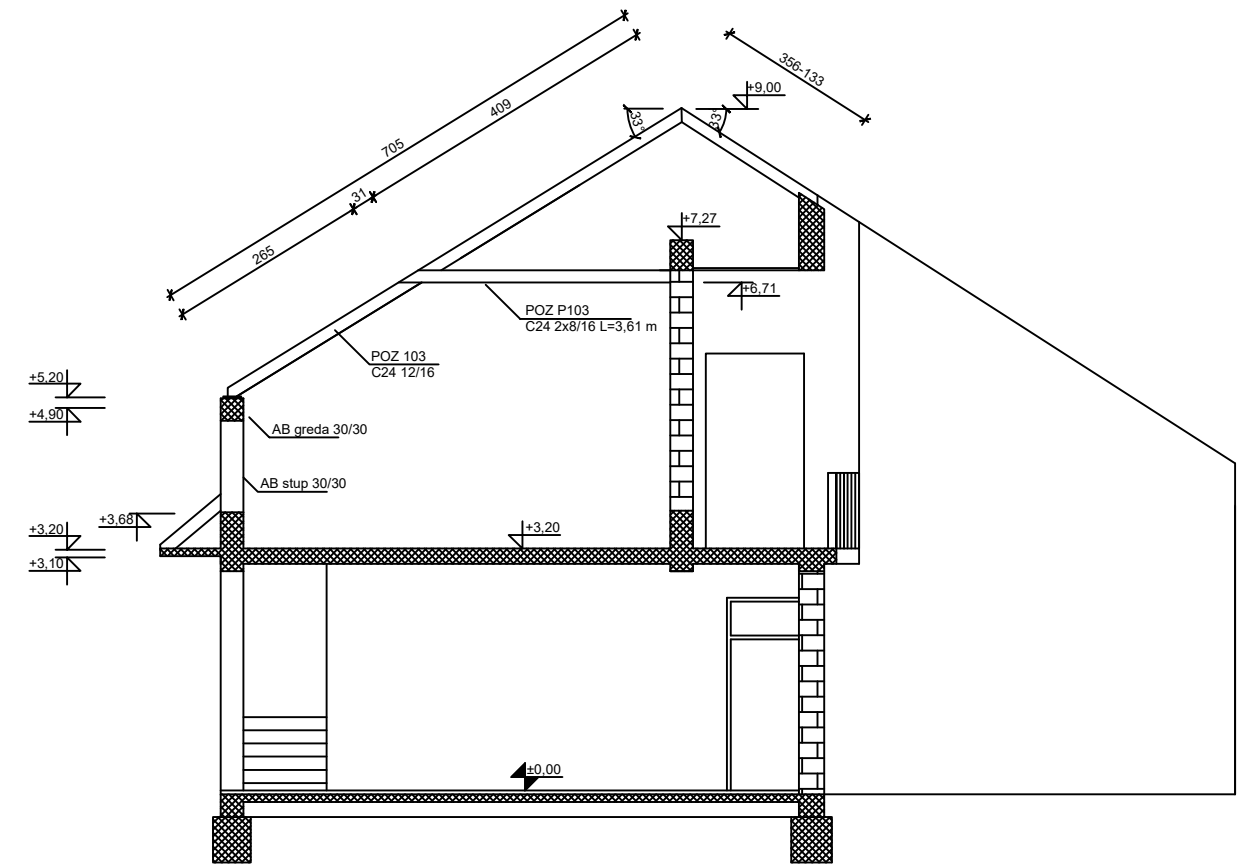 705
409
31
265
356-133
+9,00
33°
33°
+7,27
+6,71
POZ P103
C24 2x8/16 L=3,61 m
POZ 103
C24 12/16
+5,20
+4,90
AB greda 30/30
AB stup 30/30
+3,68
+3,20
+3,20
+3,10
±0,00